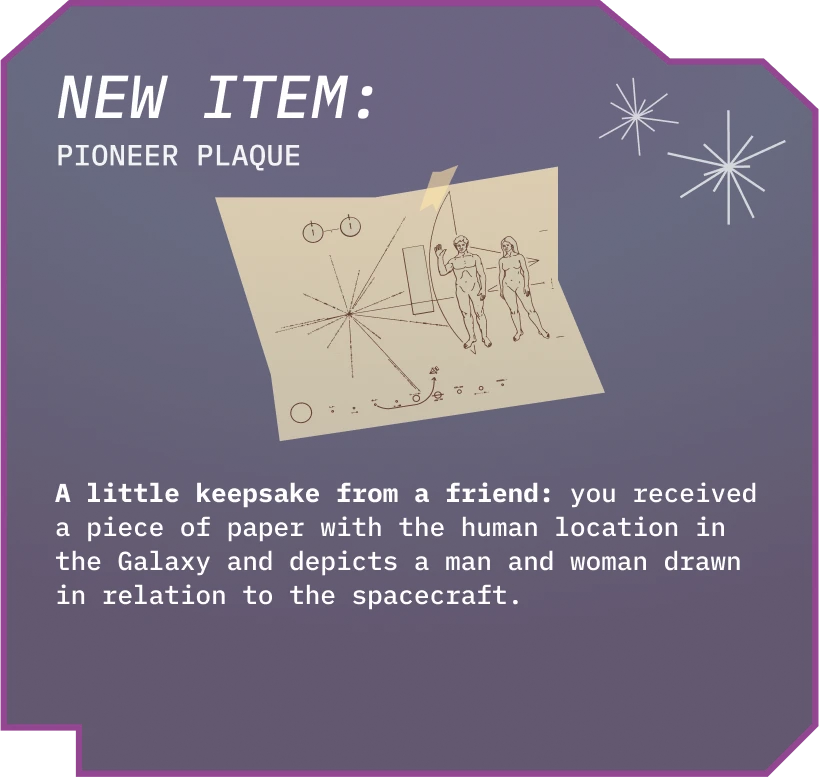 NEW ITEM:
PIONEER PLAQUE
A little keepsake from a friend: you received
a piece of paper with the human location in
the Galaxy and depicts a man and woman drawn
in relation to the spacecraft.